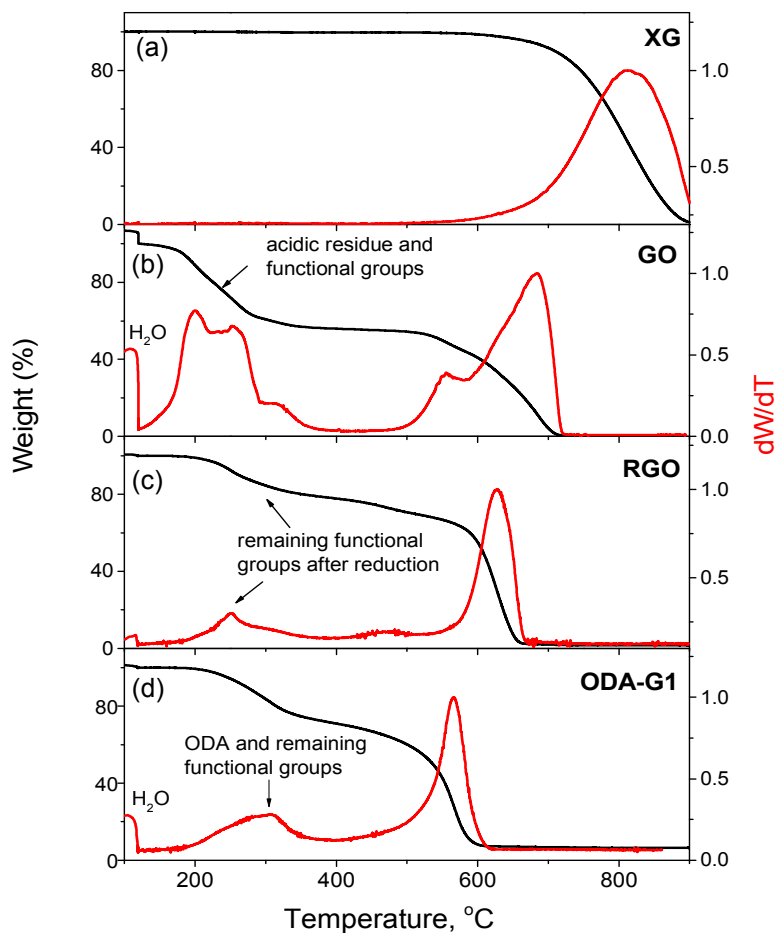 (a)
XG
80
40
0
1.0
0.5
acidic residue and
functional groups
(b)
GO
H₂O
80
40
0
1.0
0.5
0.0
(c)
RGO
remaining functional
groups after reduction
80
40
0
1.0
0.5
(d)
ODA-G1
ODA and remaining
functional groups
H₂O
80
40
0
1.0
0.5
0.0
Weight (%)
dW/dT
200 400 600 800
Temperature, °C